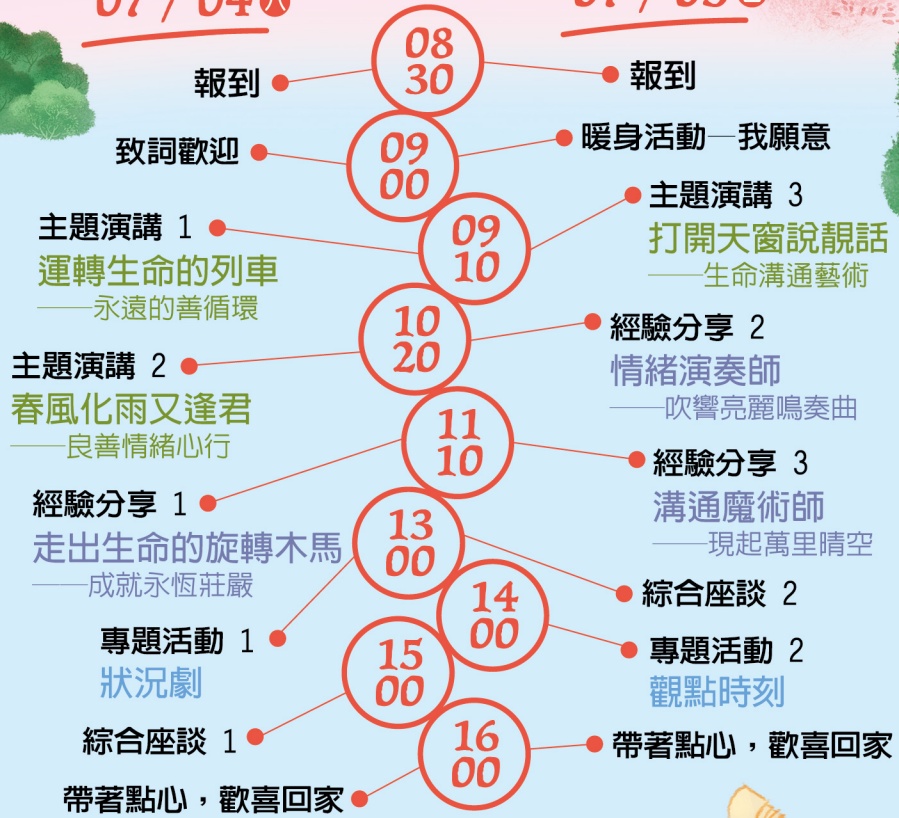 07/04 六
07/05
08
30
報到
報到
09
00
致詞歡迎
暖身活動—我願意
09
10
主題演講 1
運轉生命的列車
——永遠的善循環
主題演講 3
打開天窗說靚話
——生命溝通藝術
10
20
主題演講 2
春風化雨又逢君
——良善情緒心行
經驗分享 2
情緒演奏師
——吹響亮麗鳴奏曲
11
10
經驗分享 1
走出生命的旋轉木馬
——成就永恆莊嚴
經驗分享 3
溝通魔術師
——現起萬里晴空
13
00
專題活動 1
狀況劇
綜合座談 2
14
00
專題活動 2
觀點時刻
15
00
綜合座談 1
16
00
帶著點心，歡喜回家
帶著點心，歡喜回家